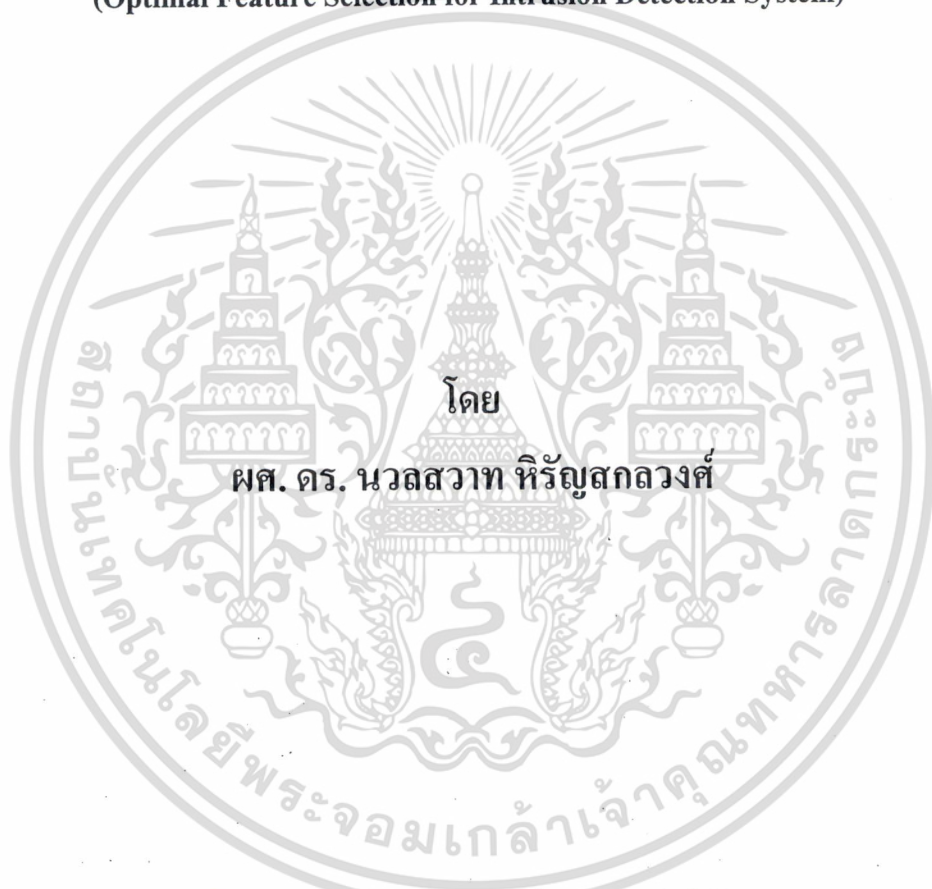 (Optimal Feature Selection for Intrusion Detection System)
โดย
ผศ. ดร. นวลสวาท หิรัญสกลวงศ์
สถาบันเทคโนโลยีพระจอมเกล้าเจ้าคุณทหารลาดกระบัง